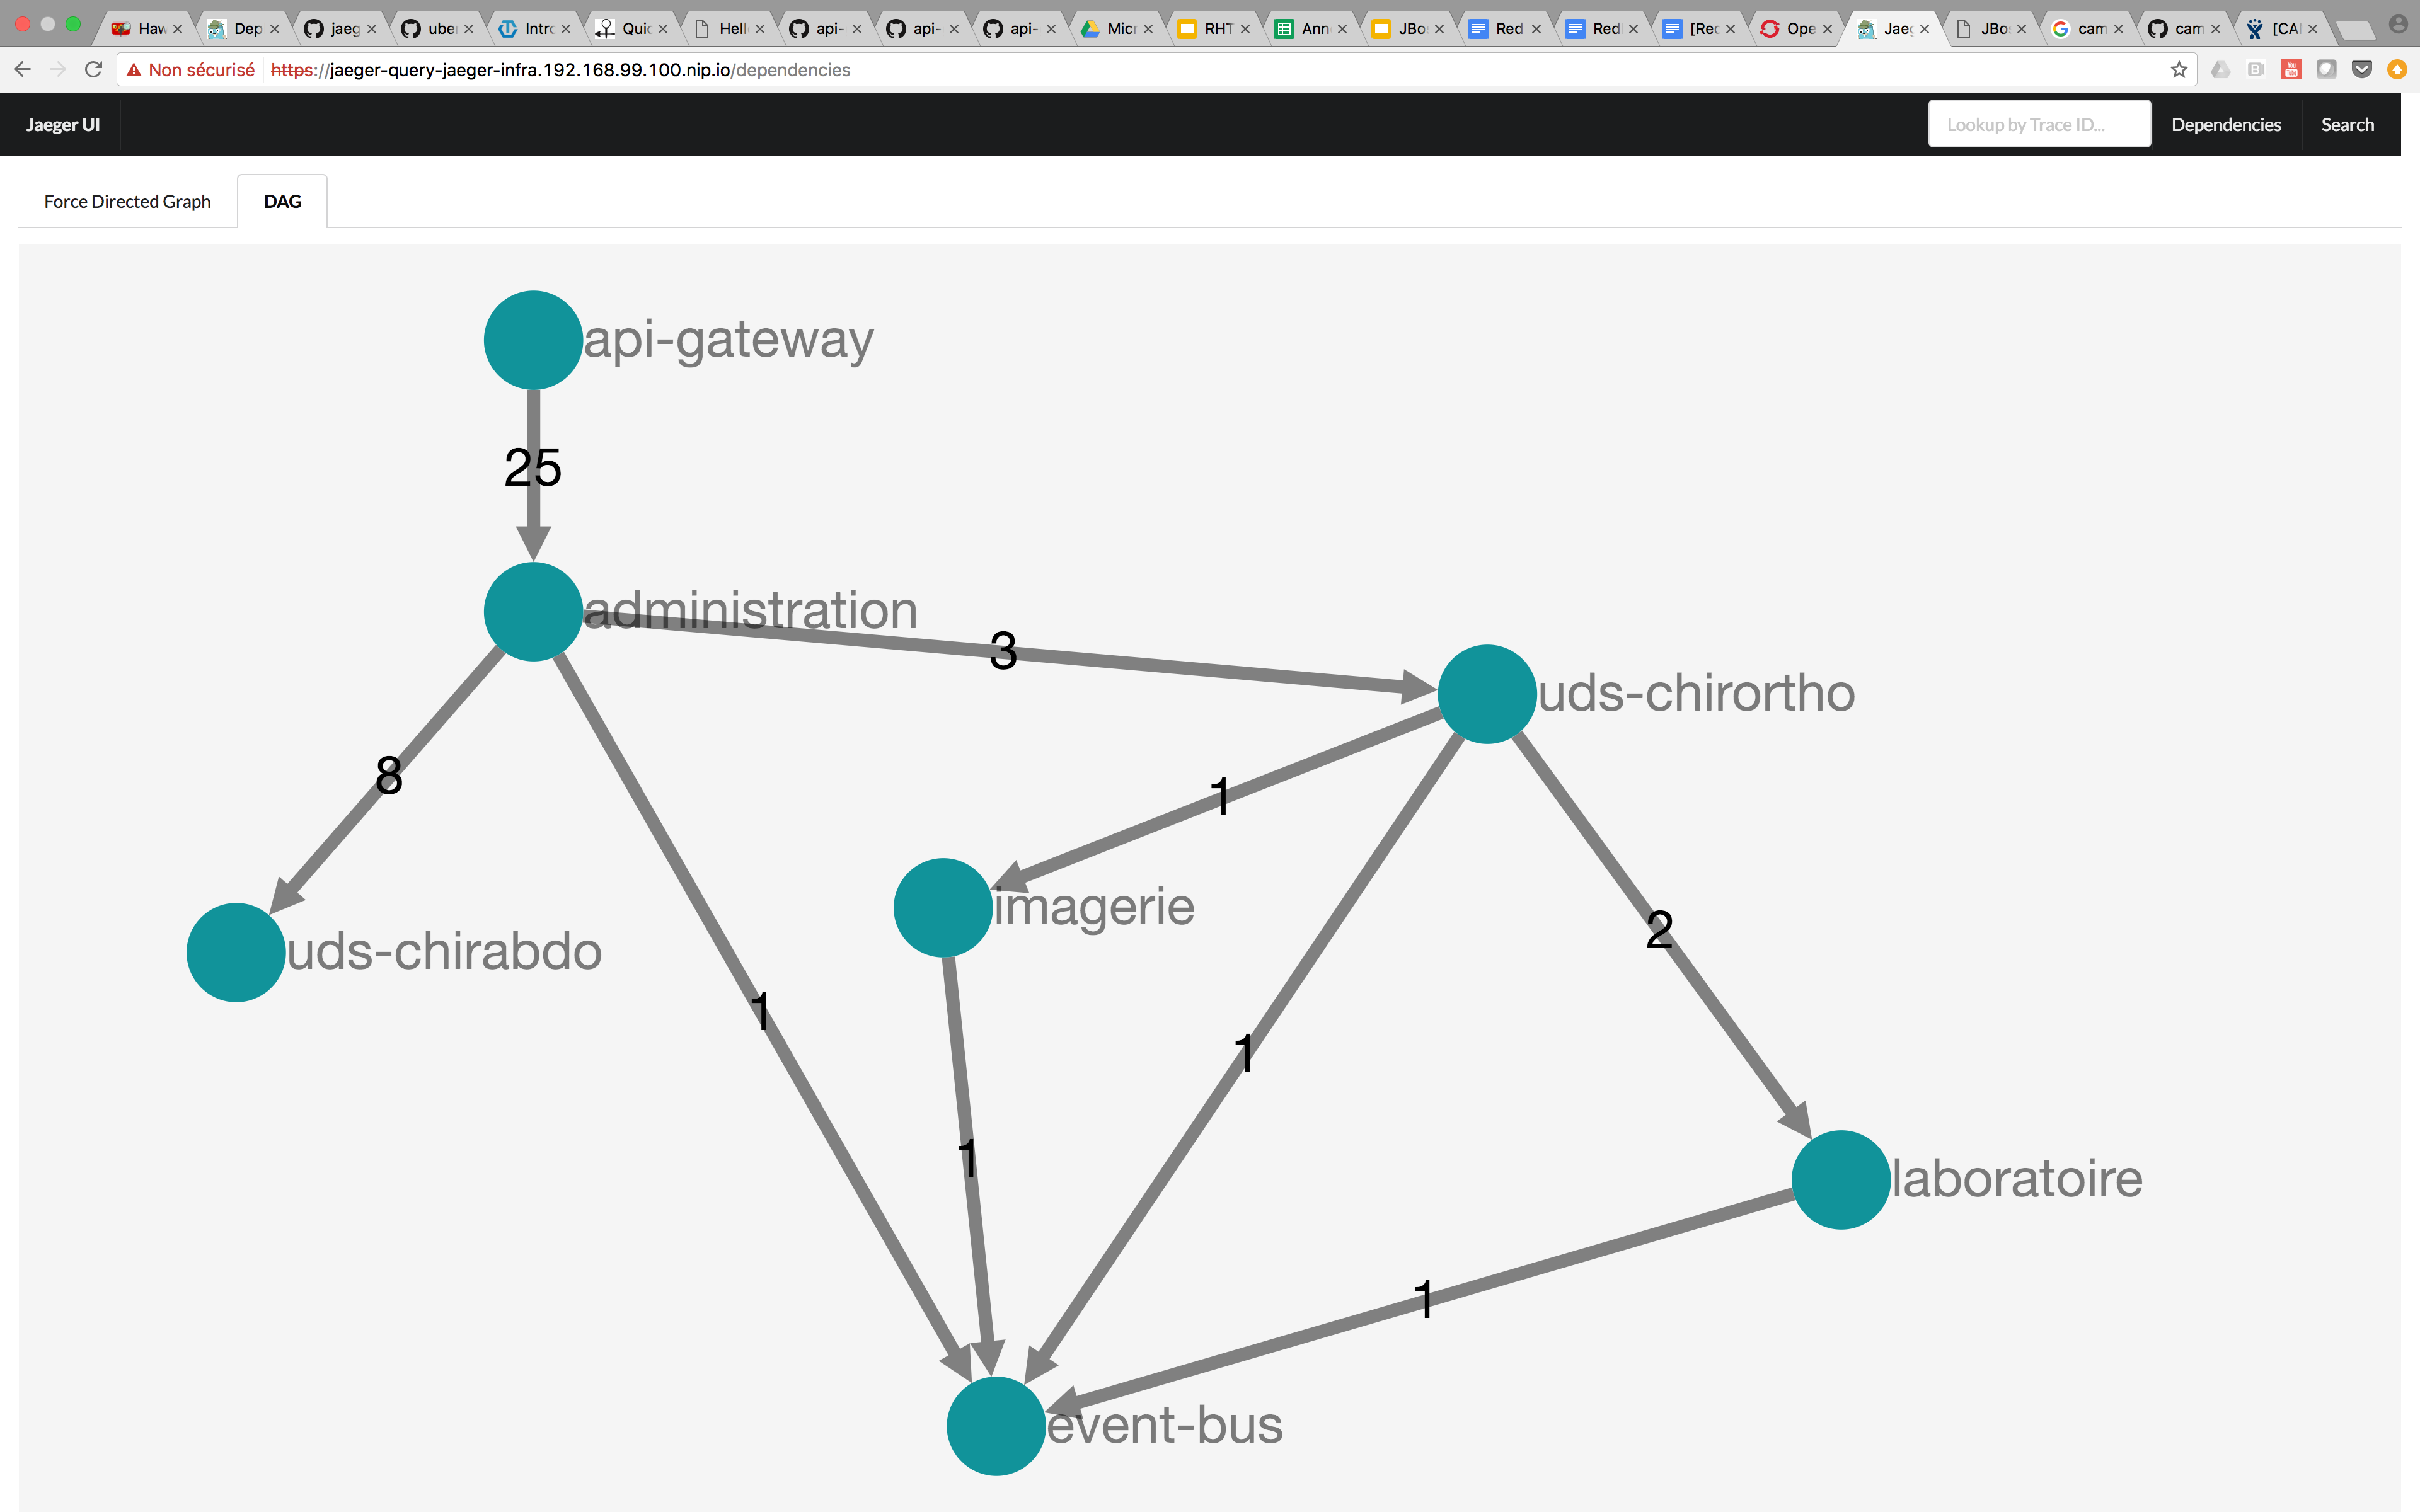 Haw Dep jaeg uber Intro Quic Hell api- api- api- Micr RHT Ann JBo Red Red [Rec Ope Jaeg JBo cam cam [CA
Non sécurisé https://jaeger-query-jaeger-infra.192.168.99.100.nip.io/dependencies
Jaeger UI Lookup by Trace ID... Dependencies Search
Force Directed Graph DAG
api-gateway
25
administration
3
uds-chirortho
8
1
imagerie
2
uds-chirabdo
1
1
1
laboratoire
1
event-bus